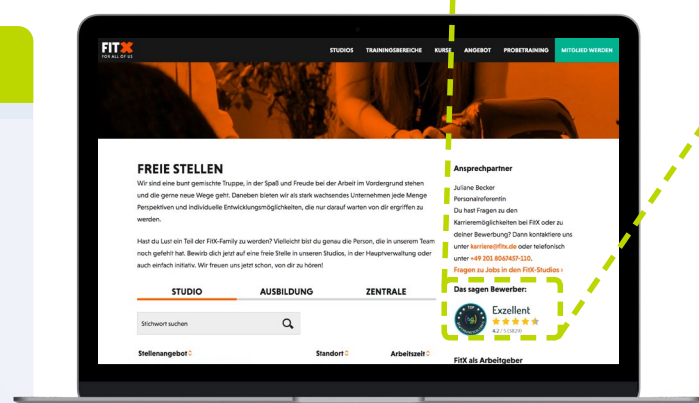 FITX
FOR ALL OF US
STUDIOS TRAININGSBEREICHE KURSE ANGEBOT PROBETRAINING MITGLIED WERDEN
FREIE STELLEN
Wir sind eine bunt gemischte Truppe, in der Spaß und Freude bei der Arbeit im Vordergrund stehen
und die gerne neue Wege geht. Daneben bieten wir als stark wachsendes Unternehmen jede Menge
Perspektiven und individuelle Entwicklungsmöglichkeiten, die nur darauf warten von dir ergriffen zu
werden.
Hast du Lust ein Teil der FitX-Family zu werden? Vielleicht bist du genau die Person, die in unserem Team
noch gefehlt hat. Bewirb dich jetzt auf eine freie Stelle in unseren Studios, in der Hauptverwaltung oder
auch einfach initiativ. Wir freuen uns jetzt schon, von dir zu hören!
STUDIO AUSBILDUNG ZENTRALE
Stichwort suchen
Stellenangebot Standort Arbeitszeit
Ansprechpartner
Juliane Becker
Personalreferentin
Du hast Fragen zu den
Karrieremöglichkeiten bei FitX oder zu
deiner Bewerbung? Dann kontaktiere uns
unter karriere@fitx.de oder telefonisch
unter +49 201 8067457-110.
Fragen zu Jobs in den FitX-Studios ›
Das sagen Bewerber:
TOP
Exzellent
4.2 / 5 (3829)
FitX als Arbeitgeber